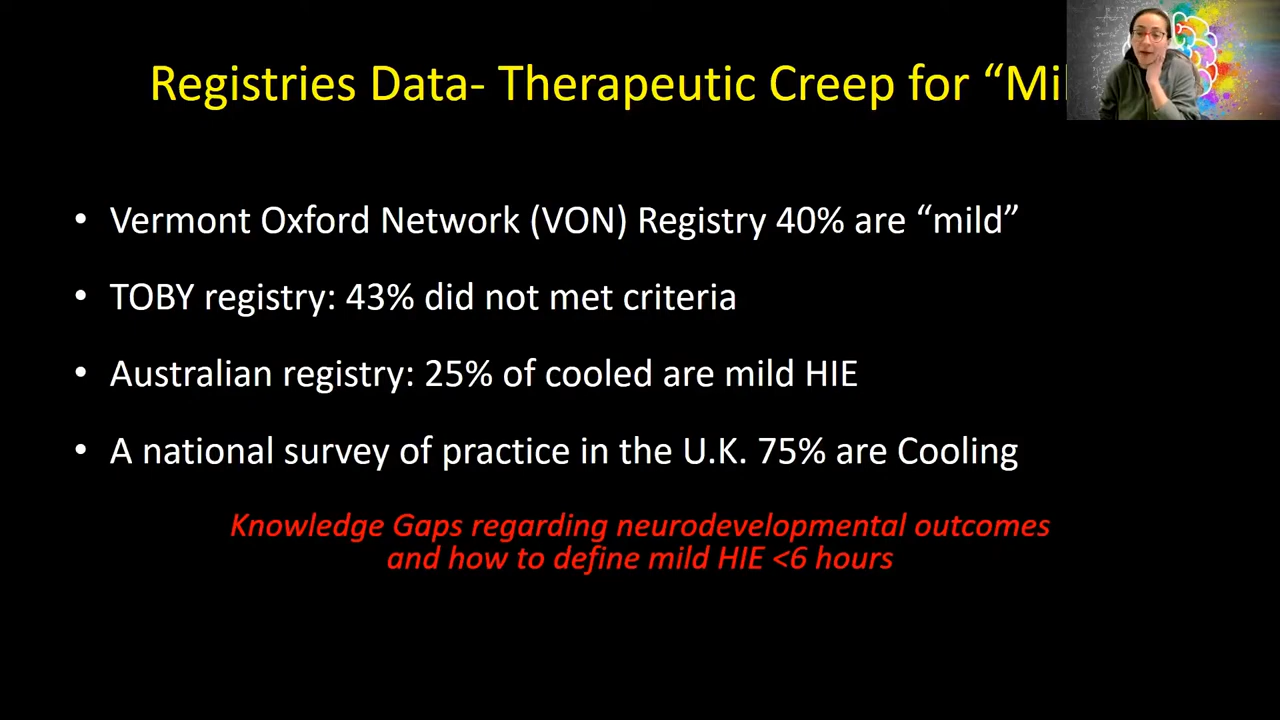 Registries Data- Therapeutic Creep for “Mi
• Vermont Oxford Network (VON) Registry 40% are “mild”
• TOBY registry: 43% did not met criteria
• Australian registry: 25% of cooled are mild HIE
• A national survey of practice in the U.K. 75% are Cooling
Knowledge Gaps regarding neurodevelopmental outcomes
and how to define mild HIE <6 hours